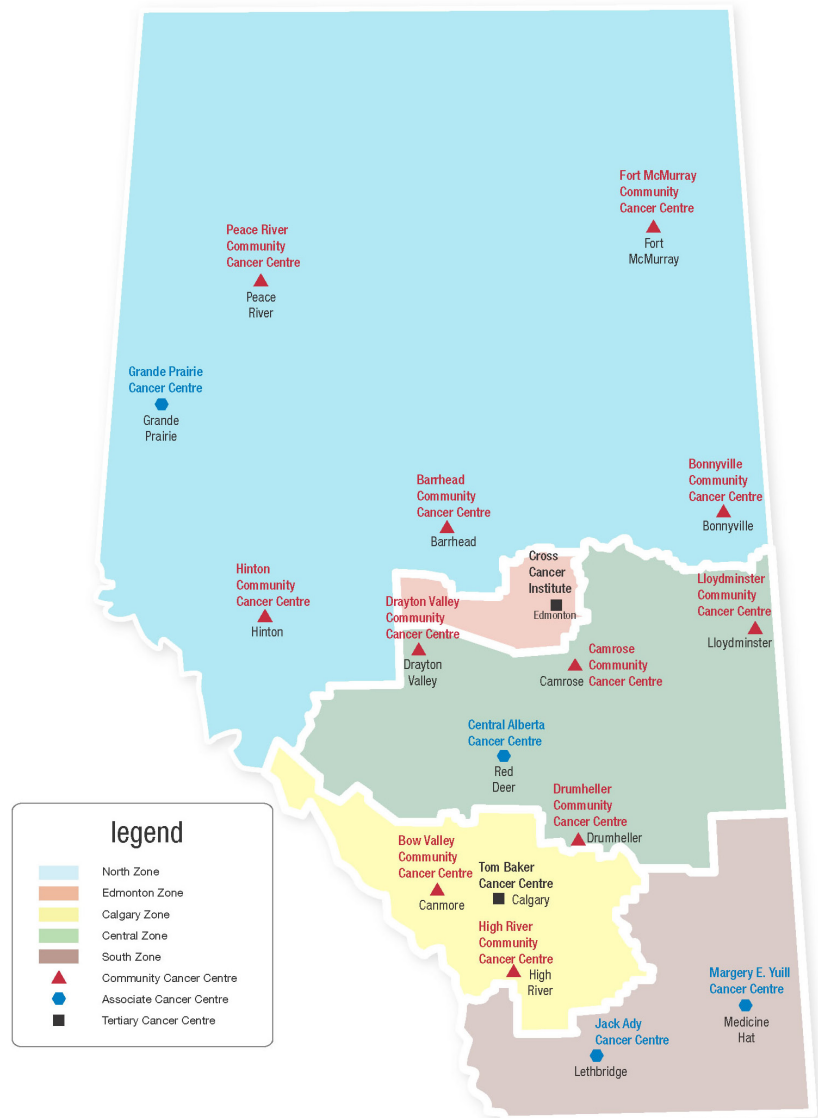 Fort McMurray
Community
Cancer Centre
Fort
McMurray
Peace River
Community
Cancer Centre
Peace
River
Grande Prairie
Cancer Centre
Grande
Prairie
Barrhead
Community
Cancer Centre
Barrhead
Bonnyville
Community
Cancer Centre
Bonnyville
Hinton
Community
Cancer Centre
Hinton
Cross
Cancer
Institute
Edmonton
Drayton Valley
Community
Cancer Centre
Drayton
Valley
Lloydminster
Community
Cancer Centre
Lloydminster
Camrose
Camrose
Community
Cancer Centre
Central Alberta
Cancer Centre
Red
Deer
Drumheller
Community
Cancer Centre
Drumheller
Bow Valley
Community
Cancer Centre
Canmore
Tom Baker
Cancer Centre
Calgary
High River
Community
Cancer Centre
High
River
Margery E. Yuill
Cancer Centre
Medicine
Hat
Jack Ady
Cancer Centre
Lethbridge
legend
North Zone
Edmonton Zone
Calgary Zone
Central Zone
South Zone
Community Cancer Centre
Associate Cancer Centre
Tertiary Cancer Centre